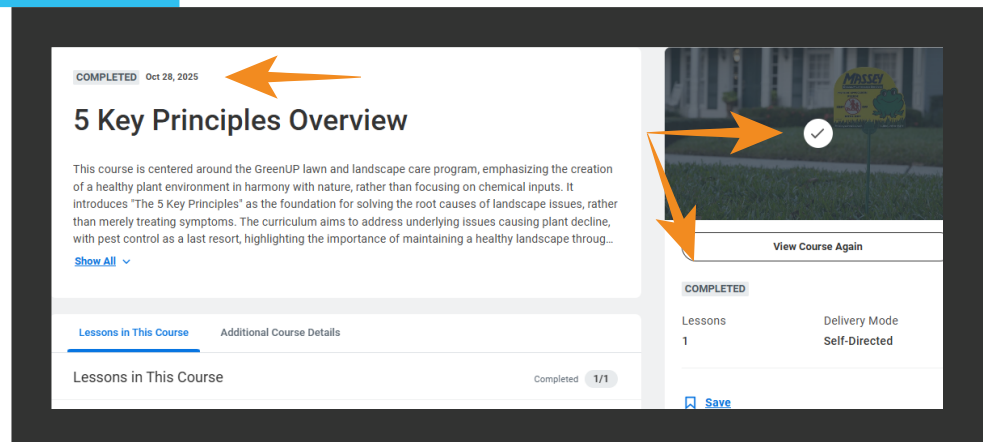 COMPLETED Oct 28, 2025
5 Key Principles Overview
This course is centered around the GreenUP lawn and landscape care program, emphasizing the creation
of a healthy plant environment in harmony with nature, rather than focusing on chemical inputs. It
introduces "The 5 Key Principles" as the foundation for solving the root causes of landscape issues, rather
than merely treating symptoms. The curriculum aims to address underlying issues causing plant decline,
with pest control as a last resort, highlighting the importance of maintaining a healthy landscape throug...
Show All
Lessons in This Course Additional Course Details
Lessons in This Course
Completed 1/1
MASSEY
View Course Again
COMPLETED
Lessons Delivery Mode
1 Self-Directed
Save